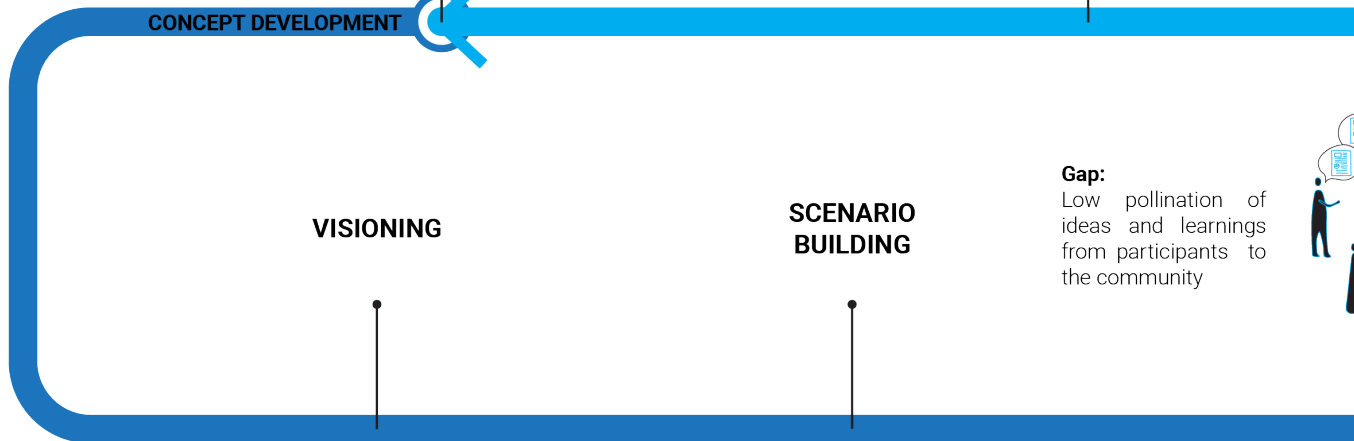 CONCEPT DEVELOPMENT
Gap:
Low pollination of
ideas and learnings
from participants to
the community
VISIONING
SCENARIO
BUILDING